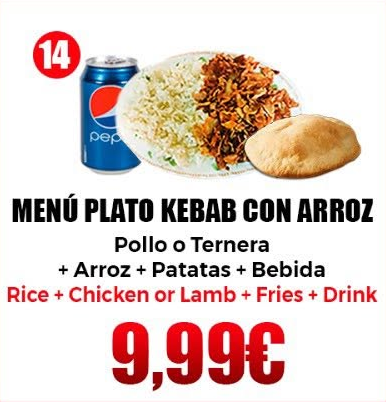 14
pepsi
MENÚ PLATO KEBAB CON ARROZ
Pollo o Ternera
+ Arroz + Patatas + Bebida
Rice + Chicken or Lamb + Fries + Drink
9,99€